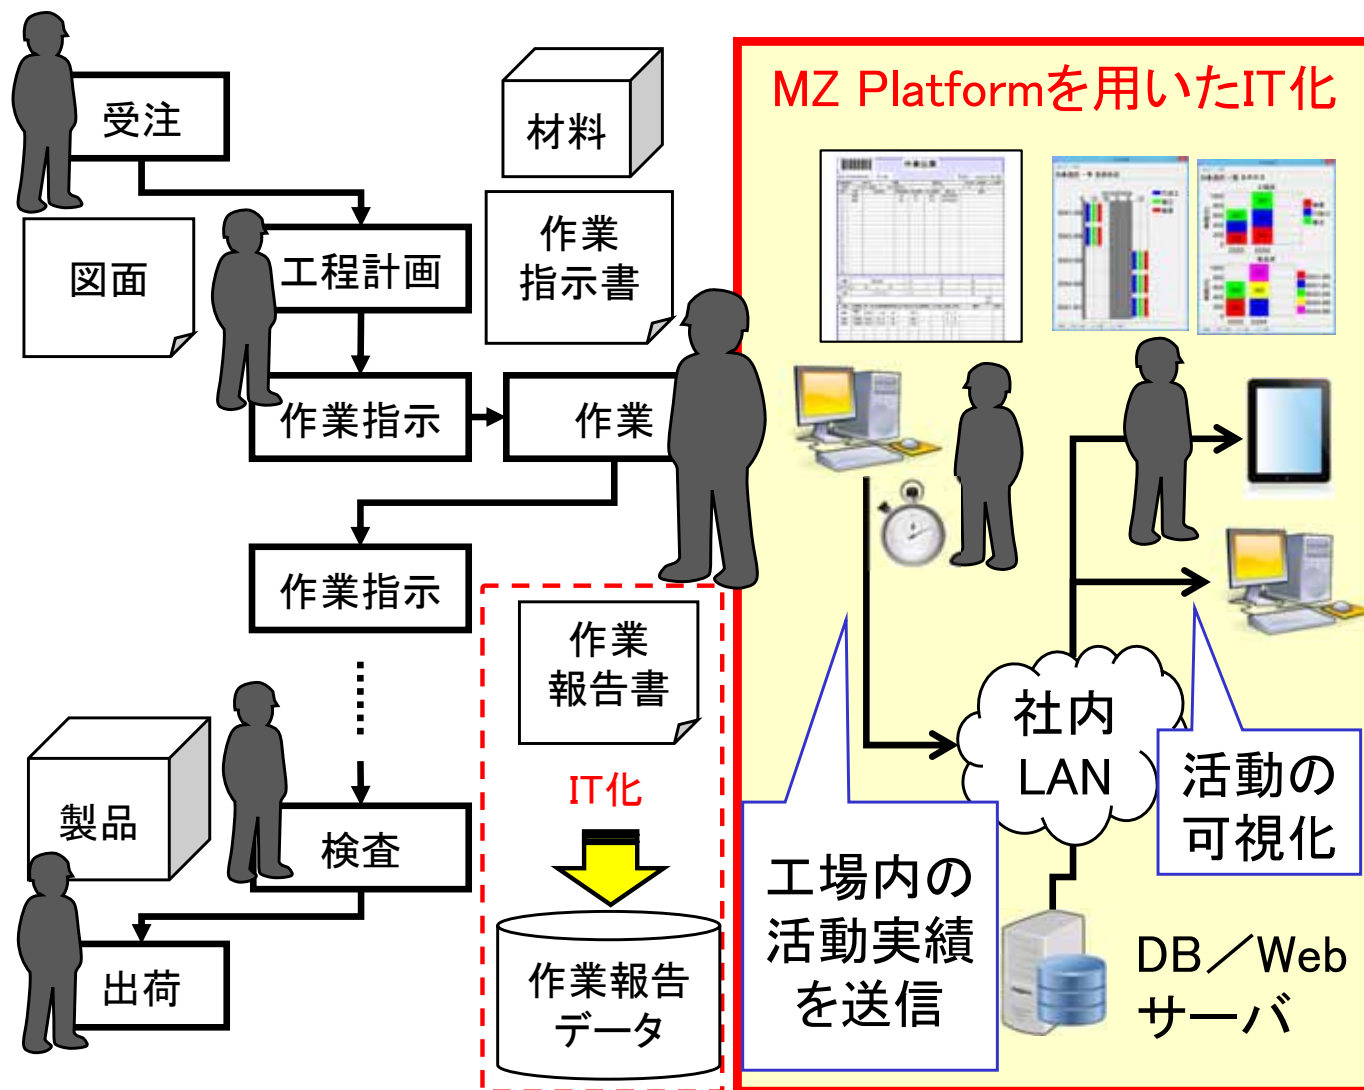 受注
材料
図面
工程計画
作業
指示書
作業指示
作業
作業指示
作業
報告書
IT化
製品
検査
出荷
作業報告
データ
MZ Platformを用いたIT化
社内
LAN
活動の
可視化
工場内の
活動実績
を送信
DB／Web
サーバ